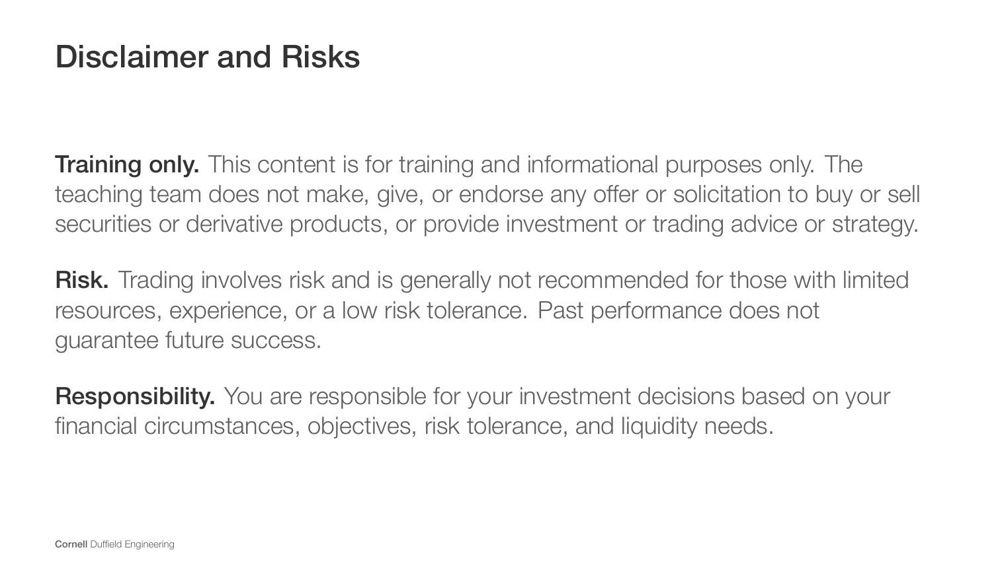 Disclaimer and Risks
Training only. This content is for training and informational purposes only. The
teaching team does not make, give, or endorse any offer or solicitation to buy or sell
securities or derivative products, or provide investment or trading advice or strategy.
Risk. Trading involves risk and is generally not recommended for those with limited
resources, experience, or a low risk tolerance. Past performance does not
guarantee future success.
Responsibility. You are responsible for your investment decisions based on your
financial circumstances, objectives, risk tolerance, and liquidity needs.
Cornell Duffield Engineering